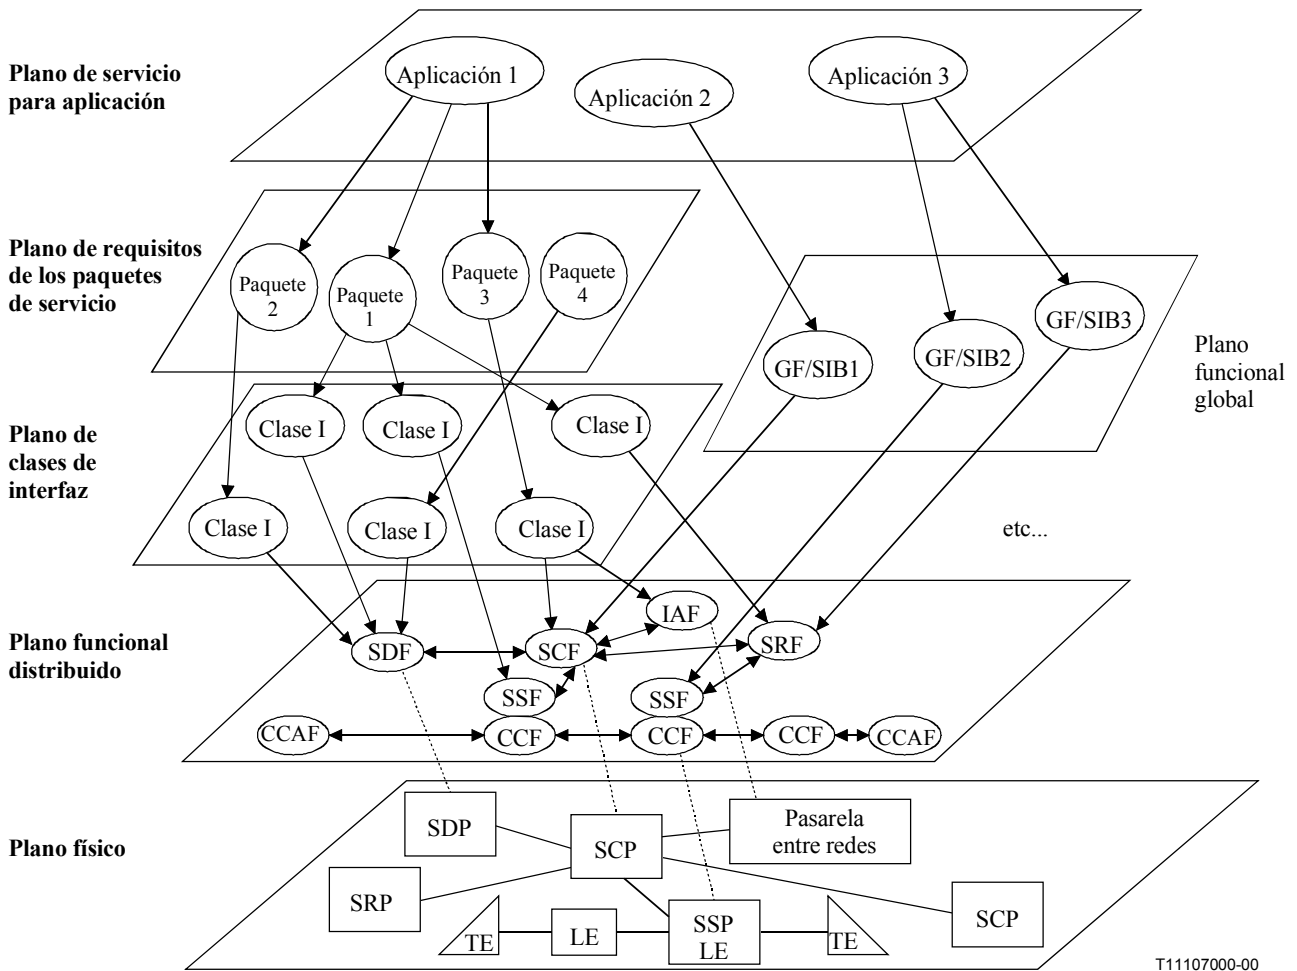 Plano de servicio
para aplicación
Aplicación 1
Aplicación 2
Aplicación 3
Plano de requisitos
de los paquetes
de servicio
Paquete
2
Paquete
1
Paquete
3
Paquete
4
GF/SIB1
GF/SIB2
GF/SIB3
Plano
funcional
global
Plano de
clases de
interfaz
Clase I
Clase I
Clase I
Clase I
Clase I
Clase I
etc...
Plano funcional
distribuido
IAF
SDF
SCF
SRF
SSF
SSF
CCAF
CCF
CCF
CCF
CCAF
Plano físico
SDP
SCP
Pasarela
entre redes
SRP
SCP
TE
LE
SSP
LE
TE
T11107000-00